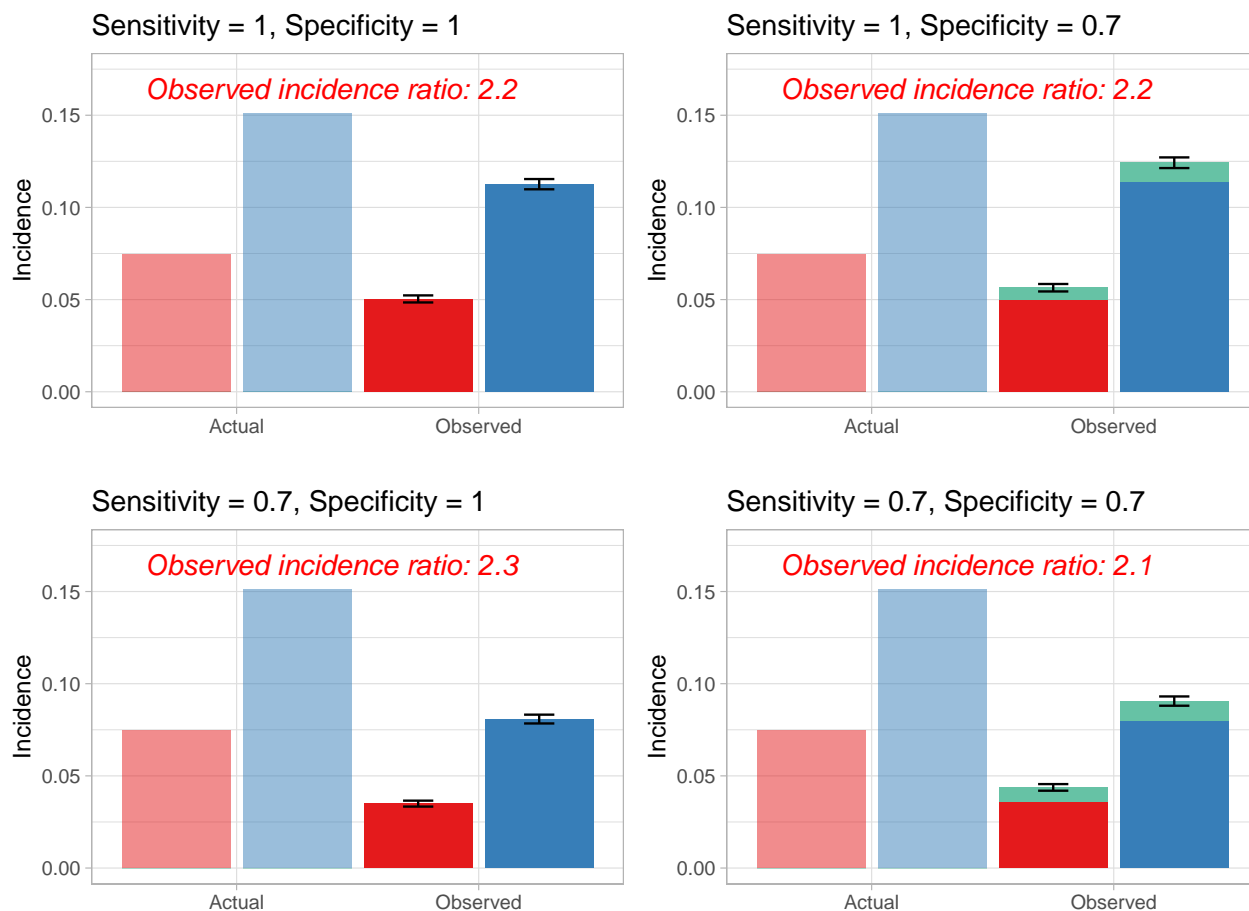 Sensitivity = 1, Specificity = 1
Observed incidence ratio: 2.2
0.15
0.10
0.05
0.00
Incidence
Actual
Observed
Sensitivity = 1, Specificity = 0.7
Observed incidence ratio: 2.2
0.15
0.10
0.05
0.00
Incidence
Actual
Observed
Sensitivity = 0.7, Specificity = 1
Observed incidence ratio: 2.3
0.15
0.10
0.05
0.00
Incidence
Actual
Observed
Sensitivity = 0.7, Specificity = 0.7
Observed incidence ratio: 2.1
0.15
0.10
0.05
0.00
Incidence
Actual
Observed